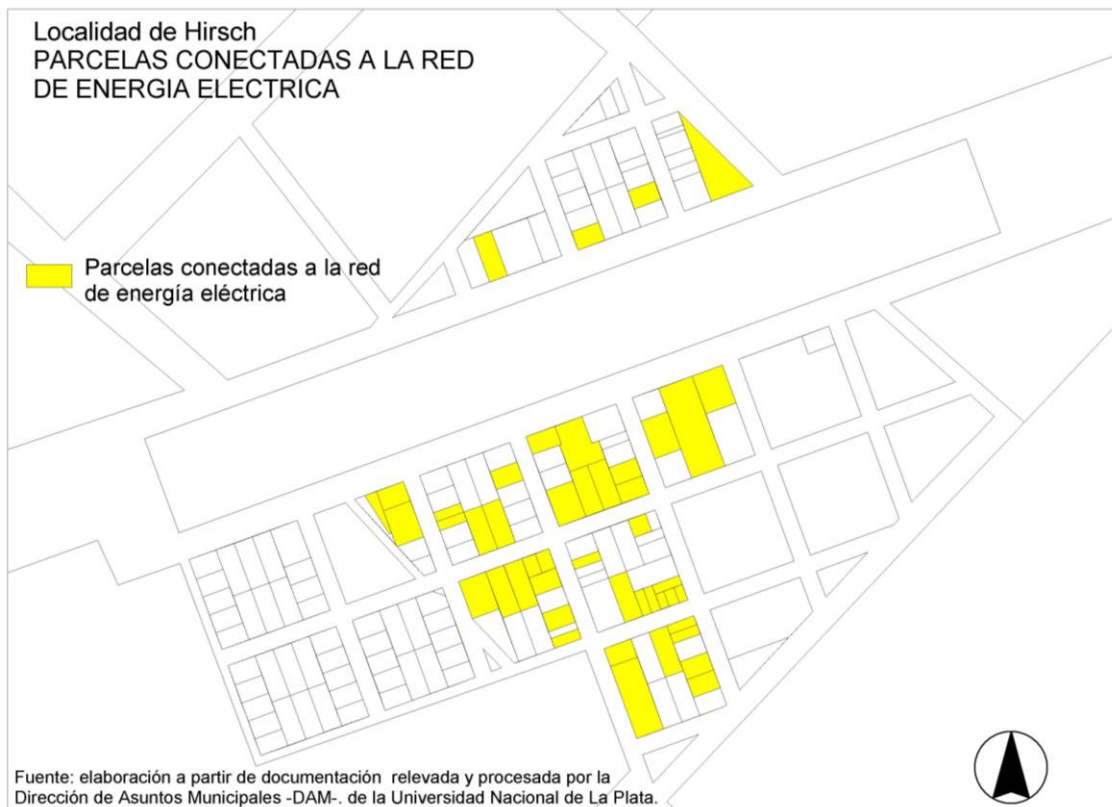 Localidad de Hirsch
PARCELAS CONECTADAS A LA RED
DE ENERGIA ELECTRICA
Parcelas conectadas a la red
de energía eléctrica
Fuente: elaboración a partir de documentación relevada y procesada por la
Dirección de Asuntos Municipales -DAM-. de la Universidad Nacional de La Plata.